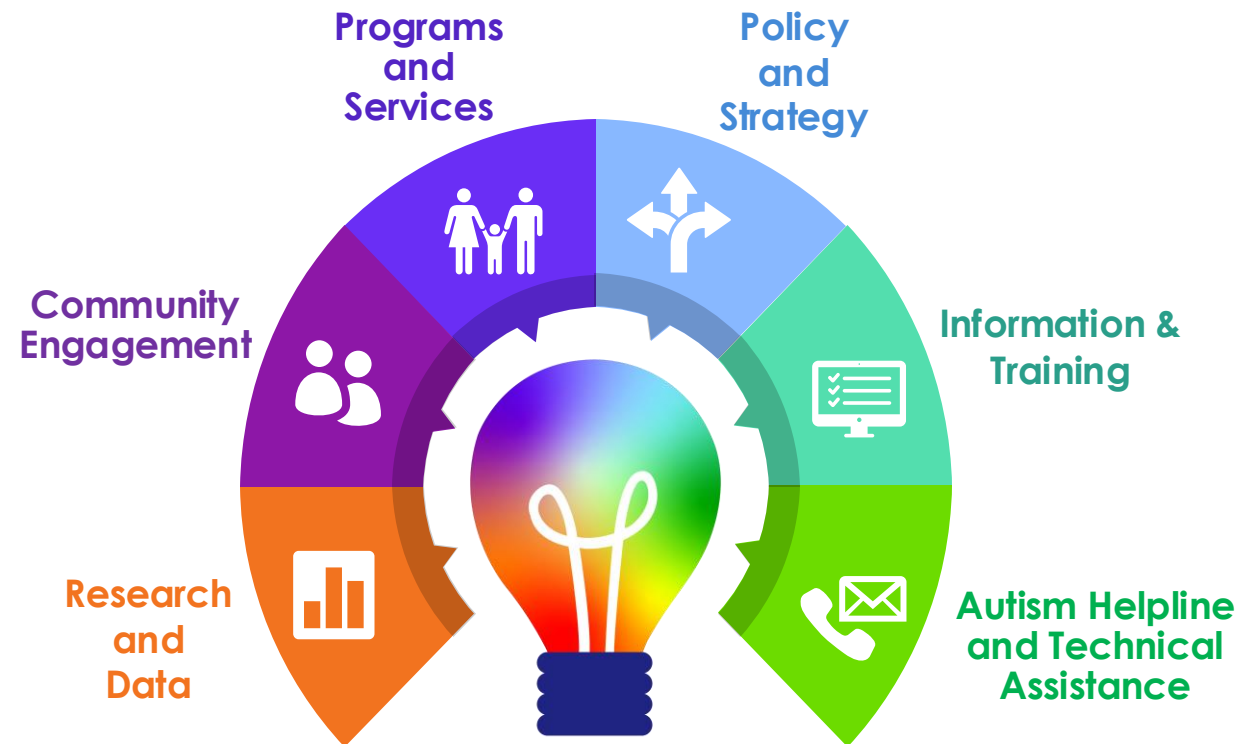 Programs
and
Services
Policy
and
Strategy
Community
Engagement
Information &
Training
Research
and
Data
Autism Helpline
and Technical
Assistance